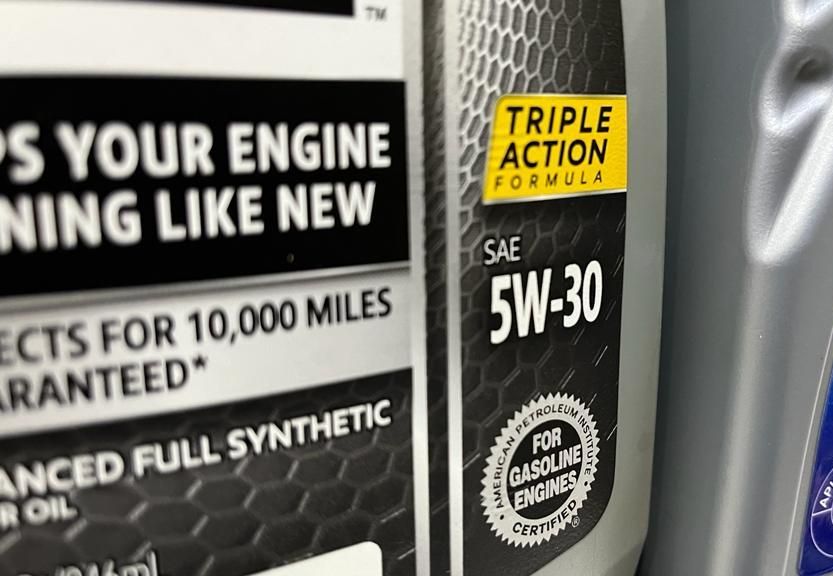 TM
PS YOUR ENGINE
NING LIKE NEW
ECTS FOR 10,000 MILES
ARANTEED*
ANCED FULL SYNTHETIC
R OIL
TRIPLE
ACTION
FORMULA
SAE
5W-30
AMERICAN PETROLEUM INSTITUTE
FOR
GASOLINE
ENGINES
CERTIFIED®
API